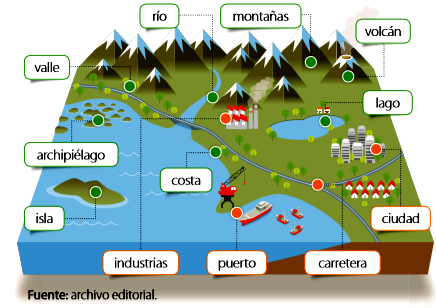 río
montañas
volcán
valle
lago
archipiélago
costa
isla
ciudad
industrias
puerto
carretera
Fuente: archivo editorial.